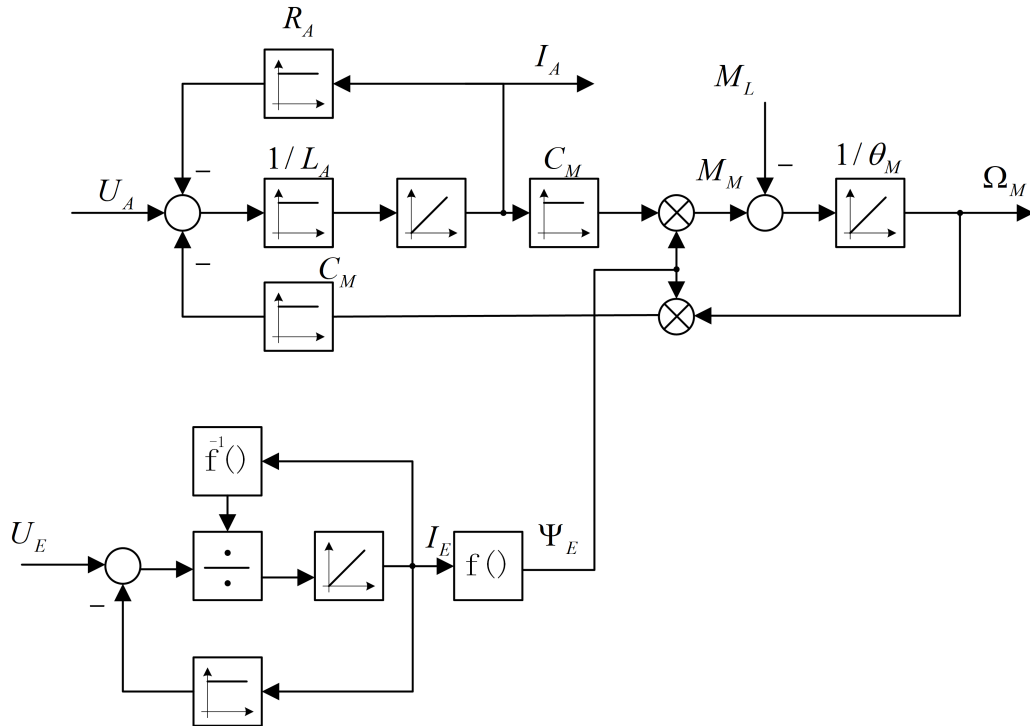 R_A
I_A
M_L
1/L_A
C_M
M_M
1/θ_M
U_A
Ω_M
−
−
−
C_M
f⁻¹()
U_E
I_E
Ψ_E
f()
−